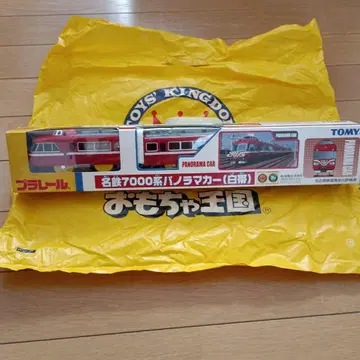 TOYS' KINGDOM
TOMY
PANORAMA CAR
プラレール
名鉄7000系パノラマカー(白帯)
おもちゃ王国